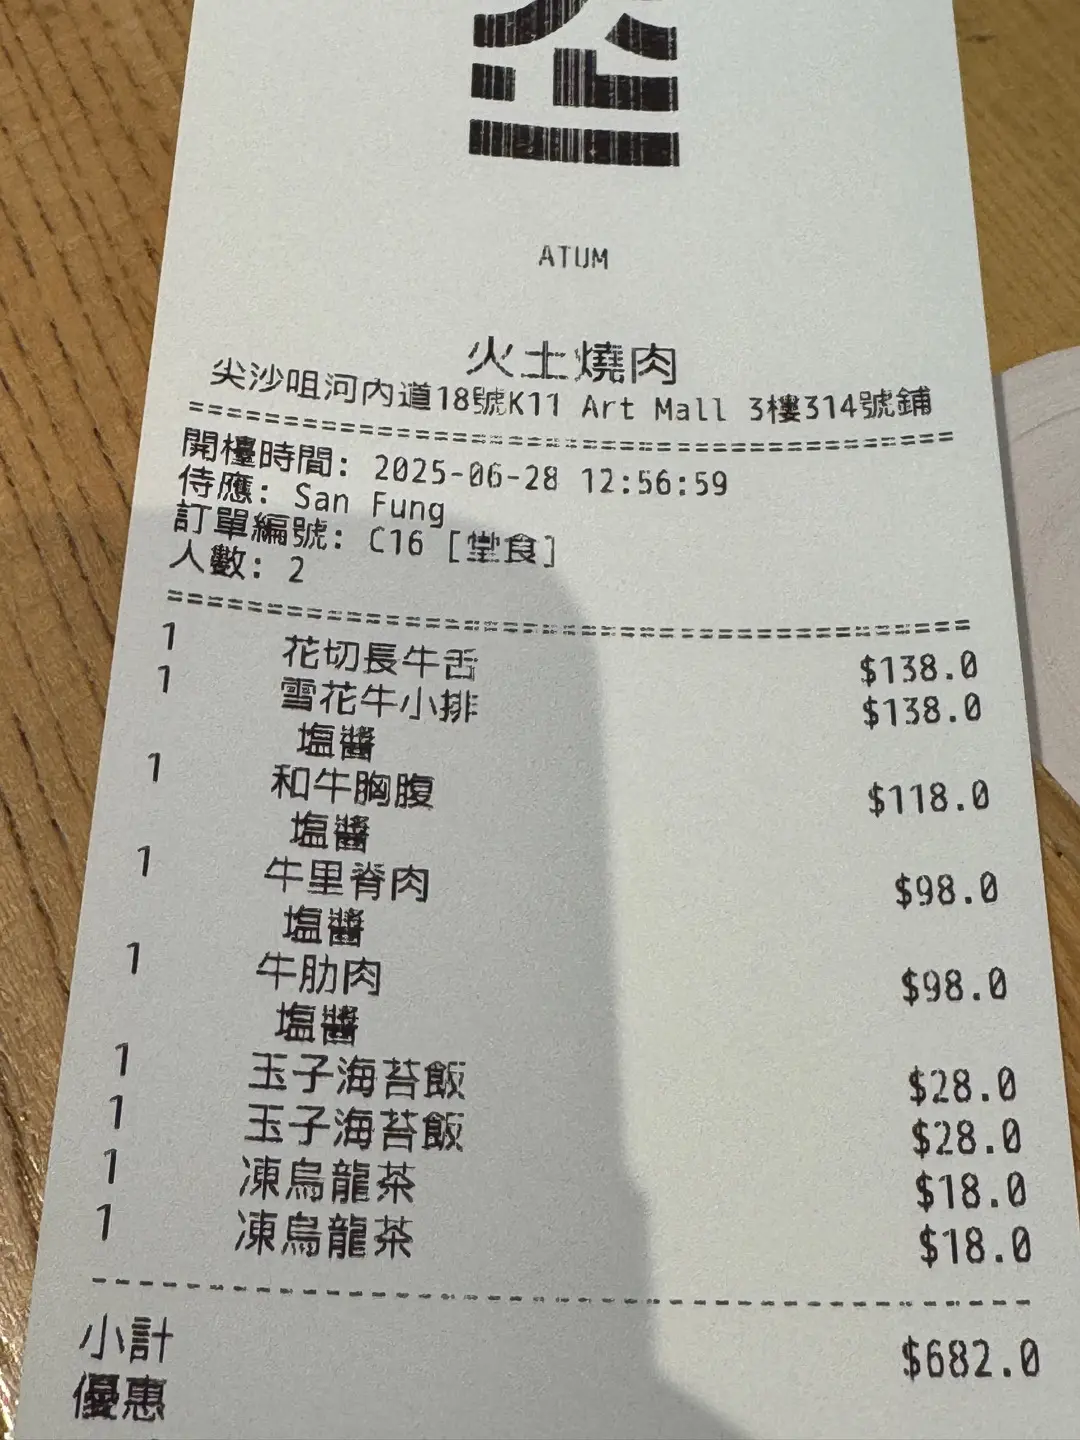 ATUM
火土燒肉
尖沙咀河內道18號K11 Art Mall 3樓314號鋪
================================================
開檯時間: 2025-06-28 12:56:59
侍應: San Fung
訂單編號: C16 [堂食]
人數: 2
================================================
1 花切長牛舌 $138.0
1 雪花牛小排 $138.0
塩醬
1 和牛胸腹 $118.0
塩醬
1 牛里脊肉 $98.0
塩醬
1 牛肋肉 $98.0
塩醬
1 玉子海苔飯 $28.0
1 玉子海苔飯 $28.0
1 凍烏龍茶 $18.0
1 凍烏龍茶 $18.0
------------------------------------------------
小計 $682.0
優惠